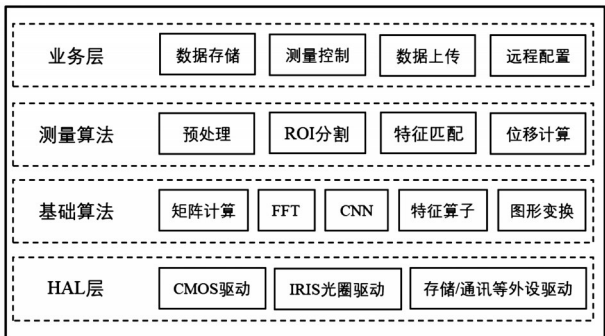 业务层 数据存储 测量控制 数据上传 远程配置
测量算法 预处理 ROI分割 特征匹配 位移计算
基础算法 矩阵计算 FFT CNN 特征算子 图形变换
HAL层 CMOS驱动 IRIS光圈驱动 存储/通讯等外设驱动